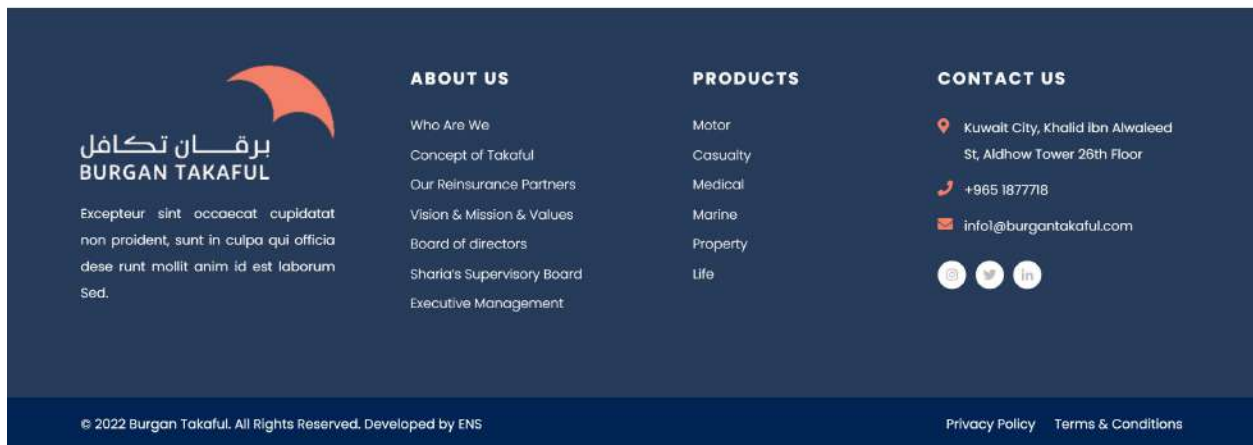 برقــــان تكافل
BURGAN TAKAFUL
Excepteur sint occaecat cupidatat
non proident, sunt in culpa qui officia
dese runt mollit anim id est laborum
Sed.
ABOUT US
Who Are We
Concept of Takaful
Our Reinsurance Partners
Vision & Mission & Values
Board of directors
Sharia's Supervisory Board
Executive Management
PRODUCTS
Motor
Casualty
Medical
Marine
Property
Life
CONTACT US
Kuwait City, Khalid ibn Alwaleed
St, Aldhow Tower 26th Floor
+965 1877718
info1@burgantakaful.com
in
© 2022 Burgan Takaful. All Rights Reserved. Developed by ENS
Privacy Policy Terms & Conditions